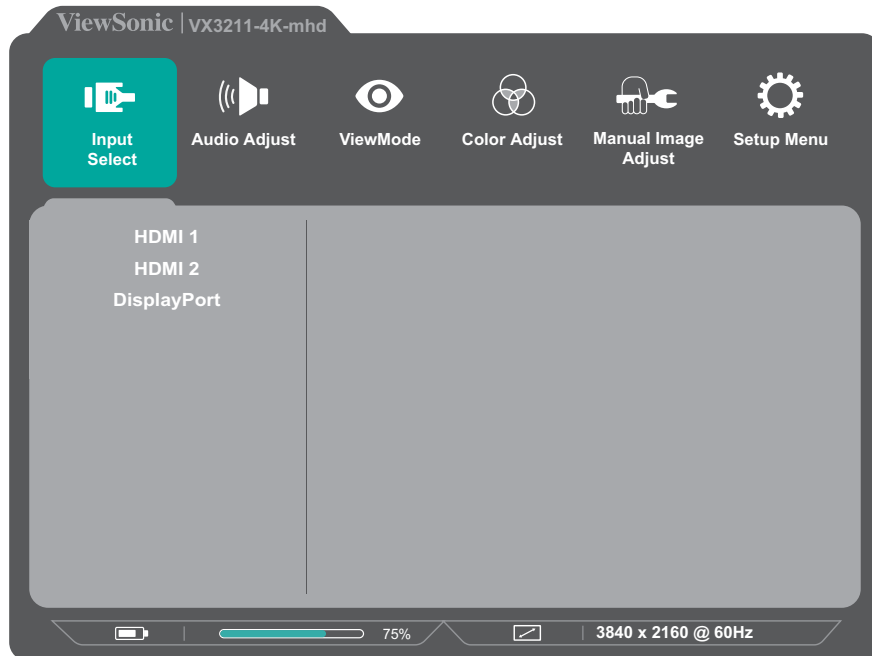 ViewSonic | VX3211-4K-mhd
Input
Select
Audio Adjust
ViewMode
Color Adjust
Manual Image
Adjust
Setup Menu
HDMI 1
HDMI 2
DisplayPort
75%
3840 x 2160 @ 60Hz